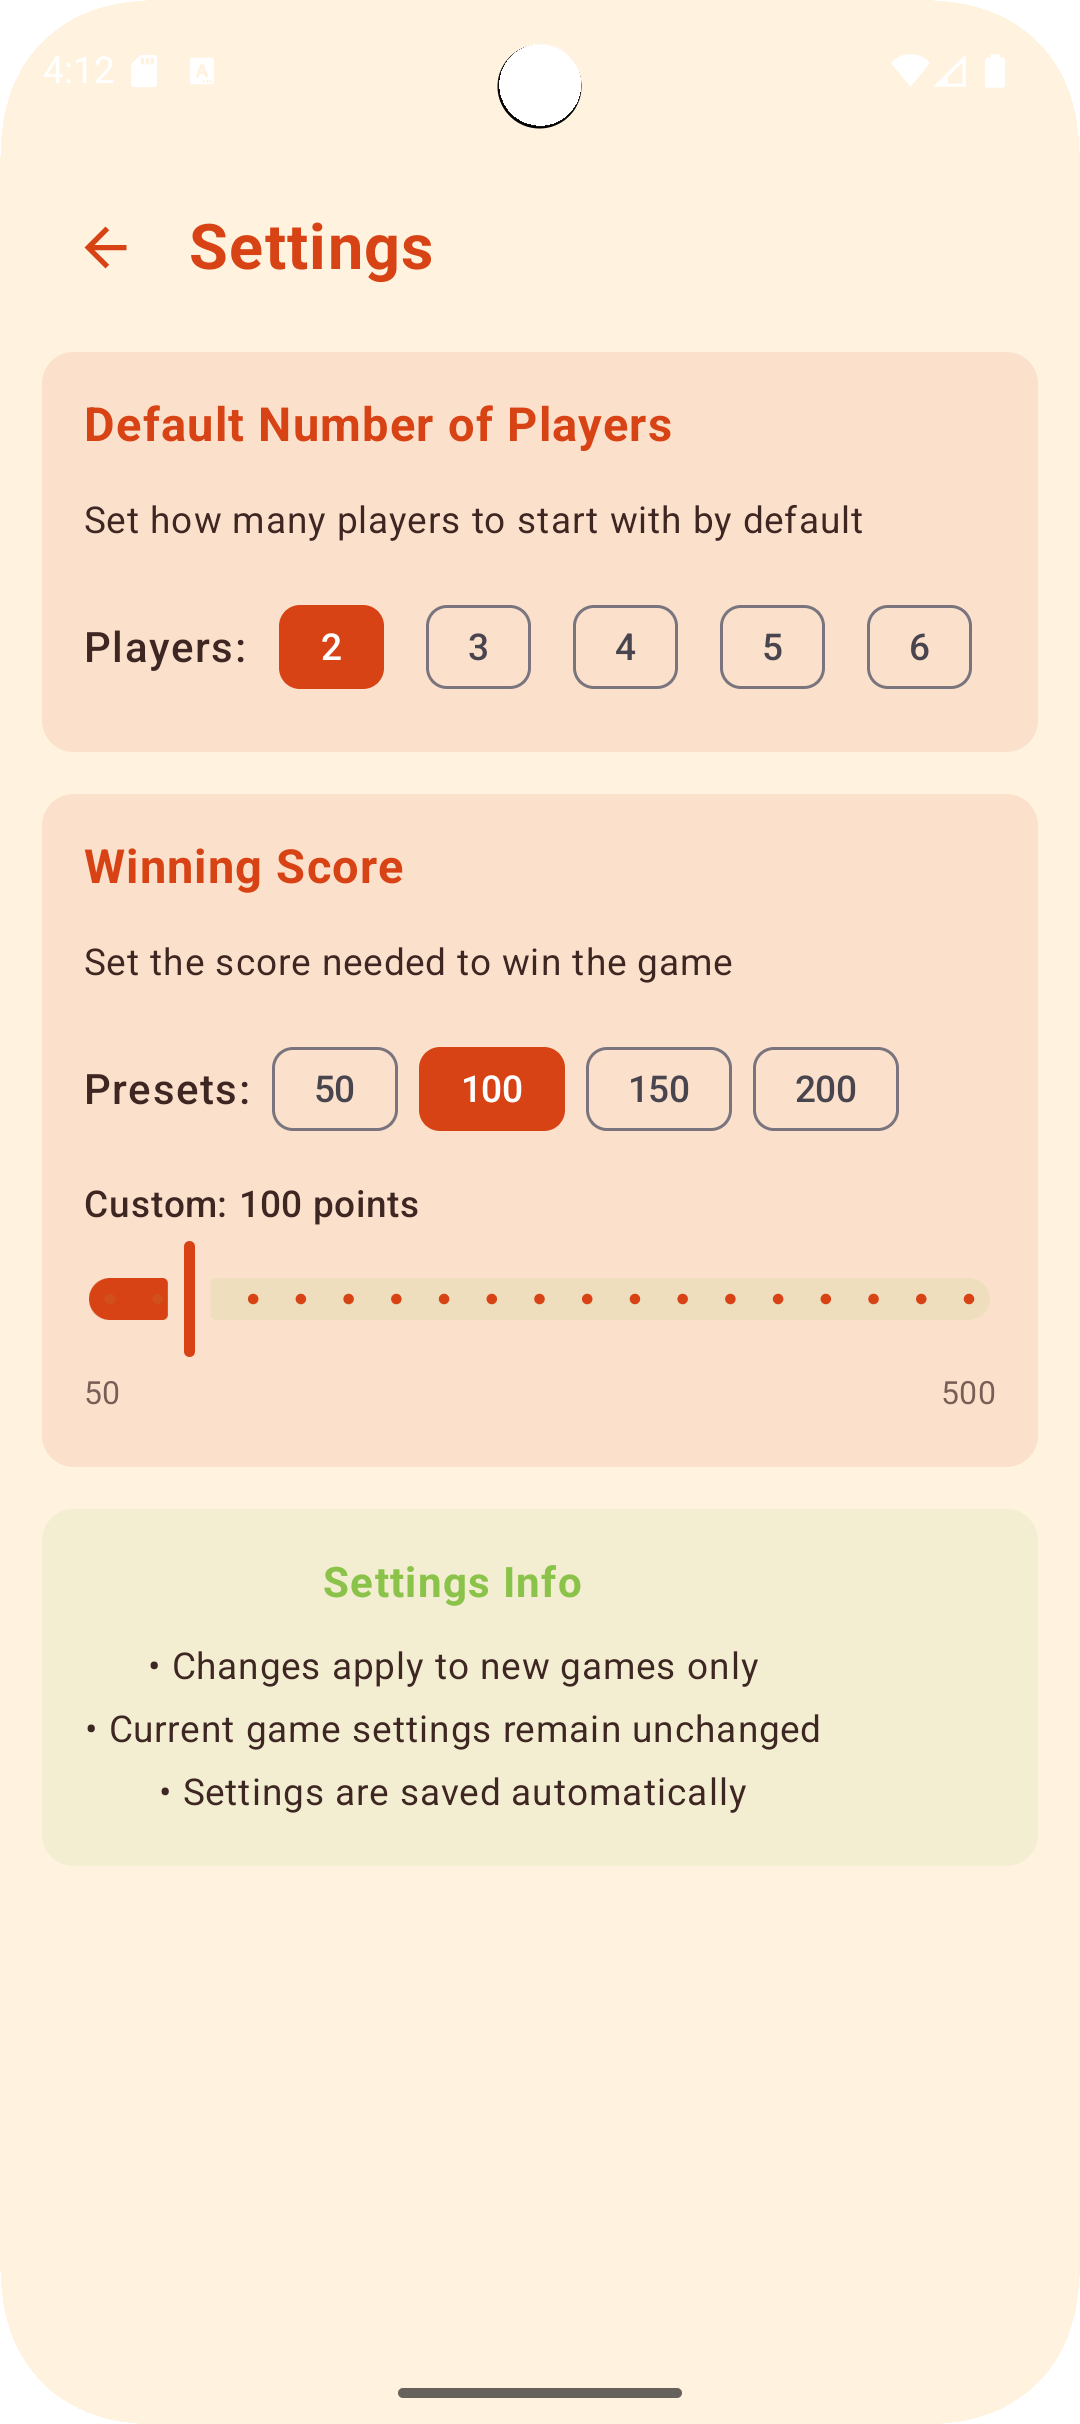 4:12
Settings
Default Number of Players
Set how many players to start with by default
Players: 2 3 4 5 6
Winning Score
Set the score needed to win the game
Presets: 50 100 150 200
Custom: 100 points
50 500
Settings Info
• Changes apply to new games only
• Current game settings remain unchanged
• Settings are saved automatically